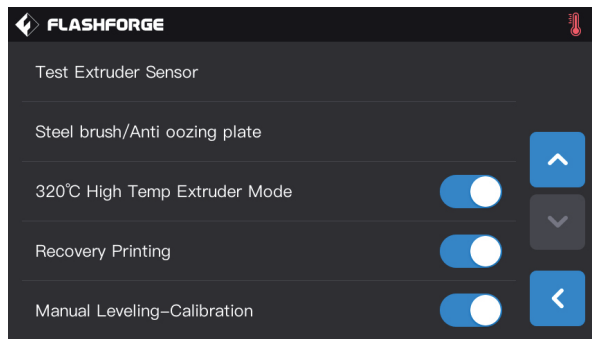 FLASHFORGE
Test Extruder Sensor
Steel brush/Anti oozing plate
320℃ High Temp Extruder Mode
Recovery Printing
Manual Leveling-Calibration